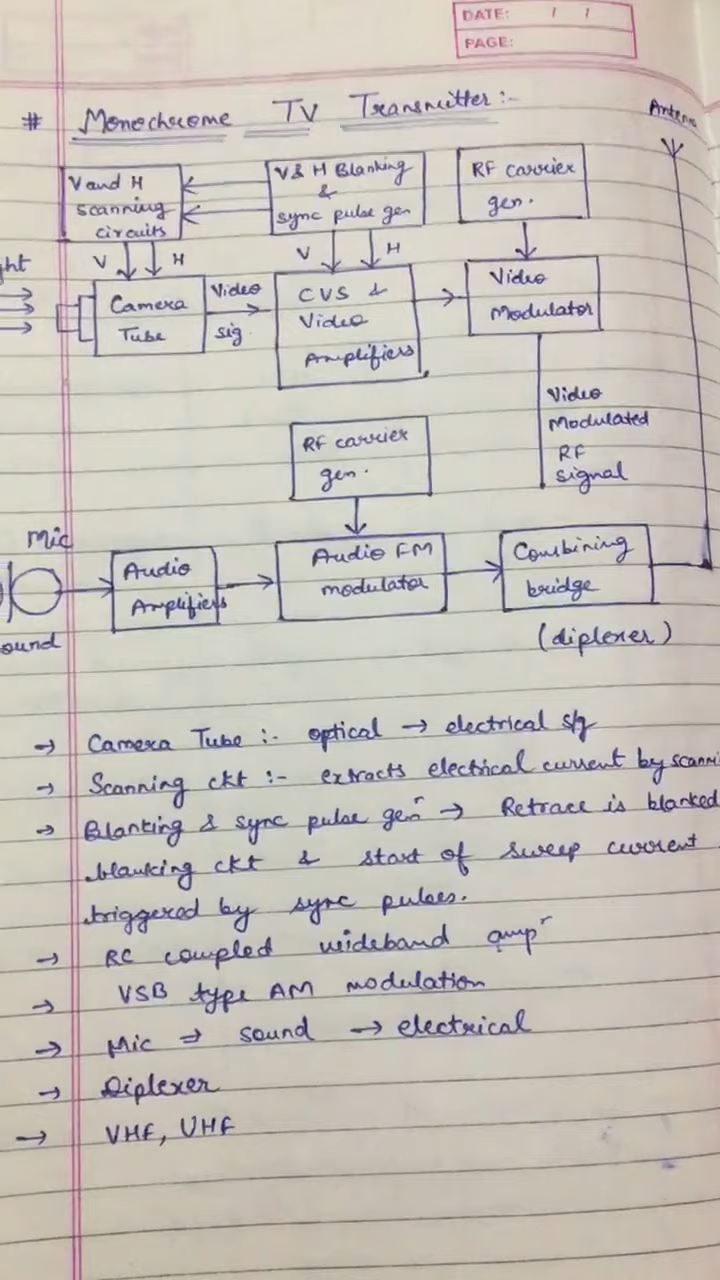 DATE: / /
PAGE:
# Monochrome TV Transmitter :-
Antenna
V and H
scanning
circuits
V & H Blanking
&
sync pulse gen
RF carrier
gen.
V H
V H
ght
Camera
Tube
Video
sig.
CVS &
Video
Amplifiers
Video
Modulator
Video
Modulated
RF
signal
RF carrier
gen.
Mic
ound
Audio
Amplifiers
Audio FM
modulator
Combining
bridge
(diplexer)
→ Camera Tube :- optical → electrical s/g
→ Scanning ckt :- extracts electrical current by scanni
→ Blanking & sync pulse genr → Retrace is blanked
blanking ckt & start of sweep current
triggered by sync pulses.
→ RC coupled wideband ampr
→ VSB type AM modulation
→ Mic ⇒ sound → electrical
→ Diplexer
→ VHF, UHF